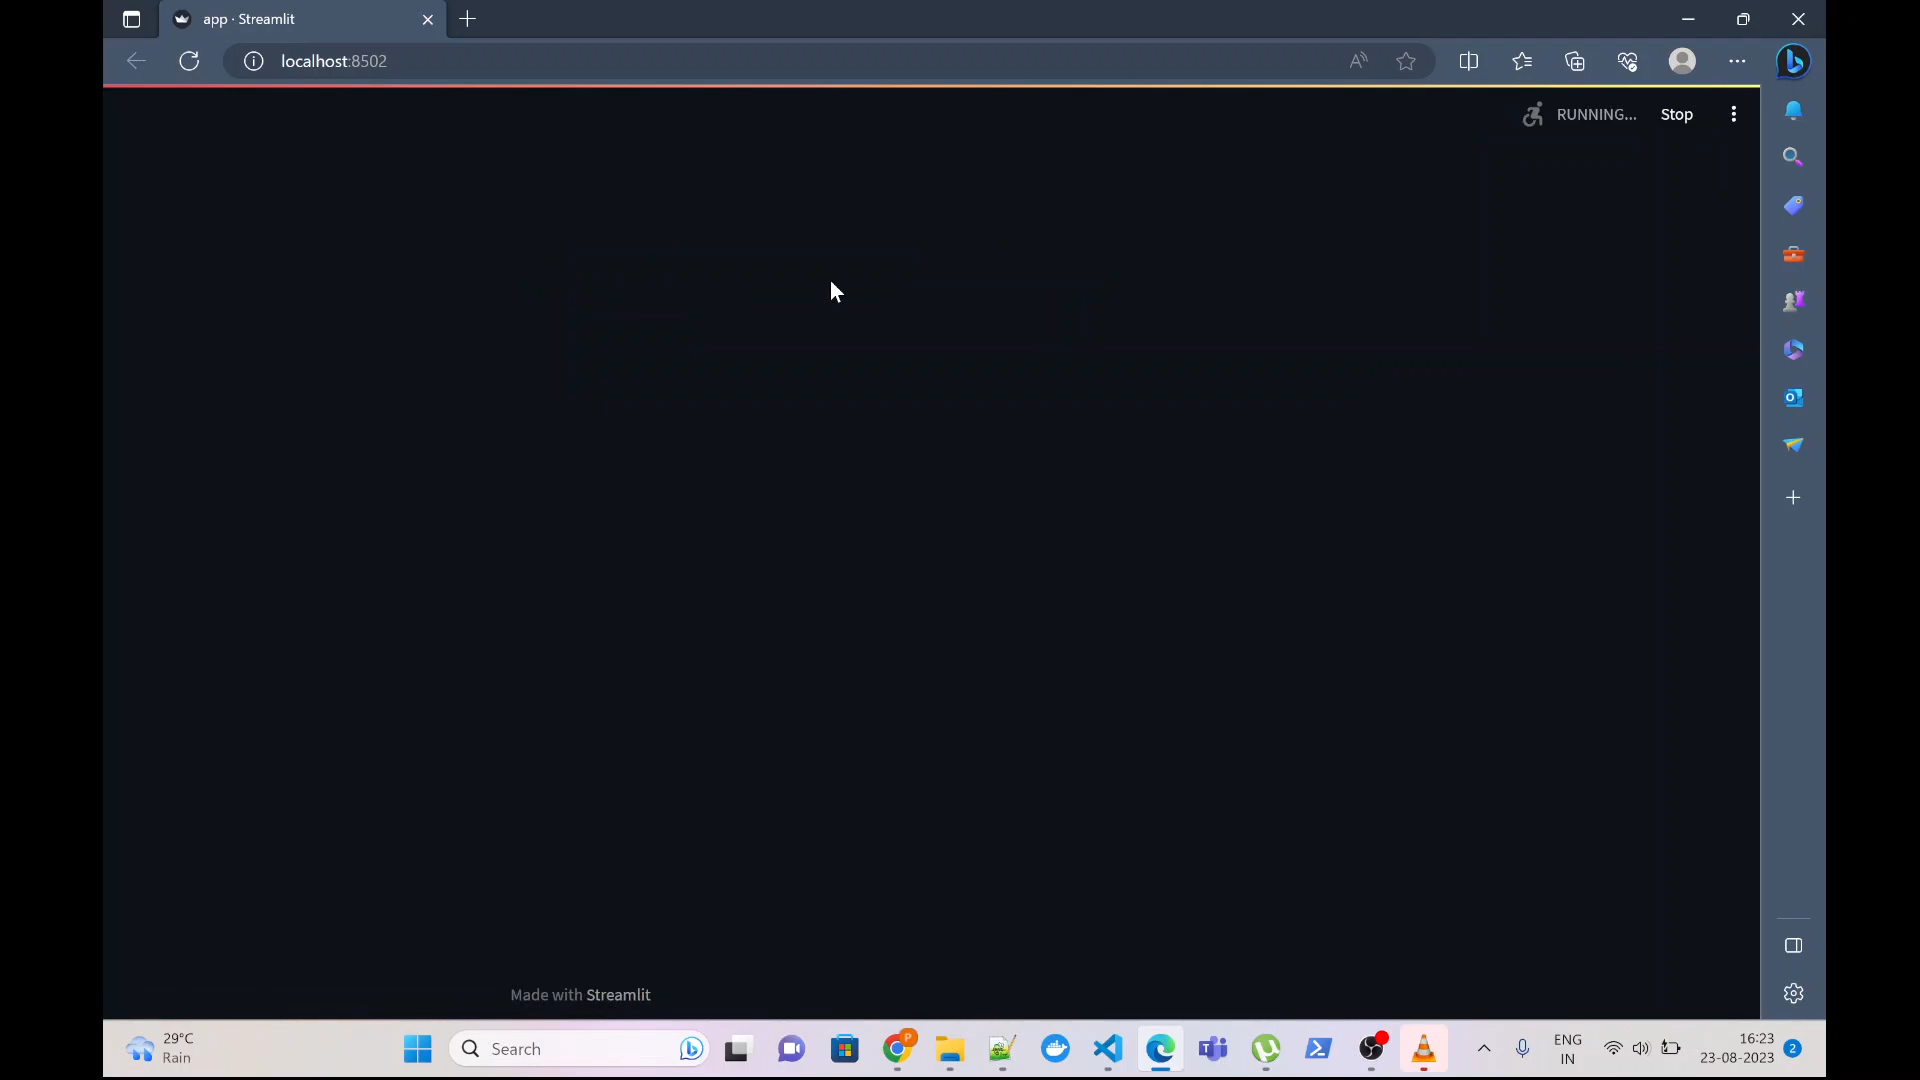 app · Streamlit
localhost:8502
RUNNING...
Stop
Made with Streamlit
29°C
Rain
Search
P
ENG
IN
16:23
23-08-2023
2